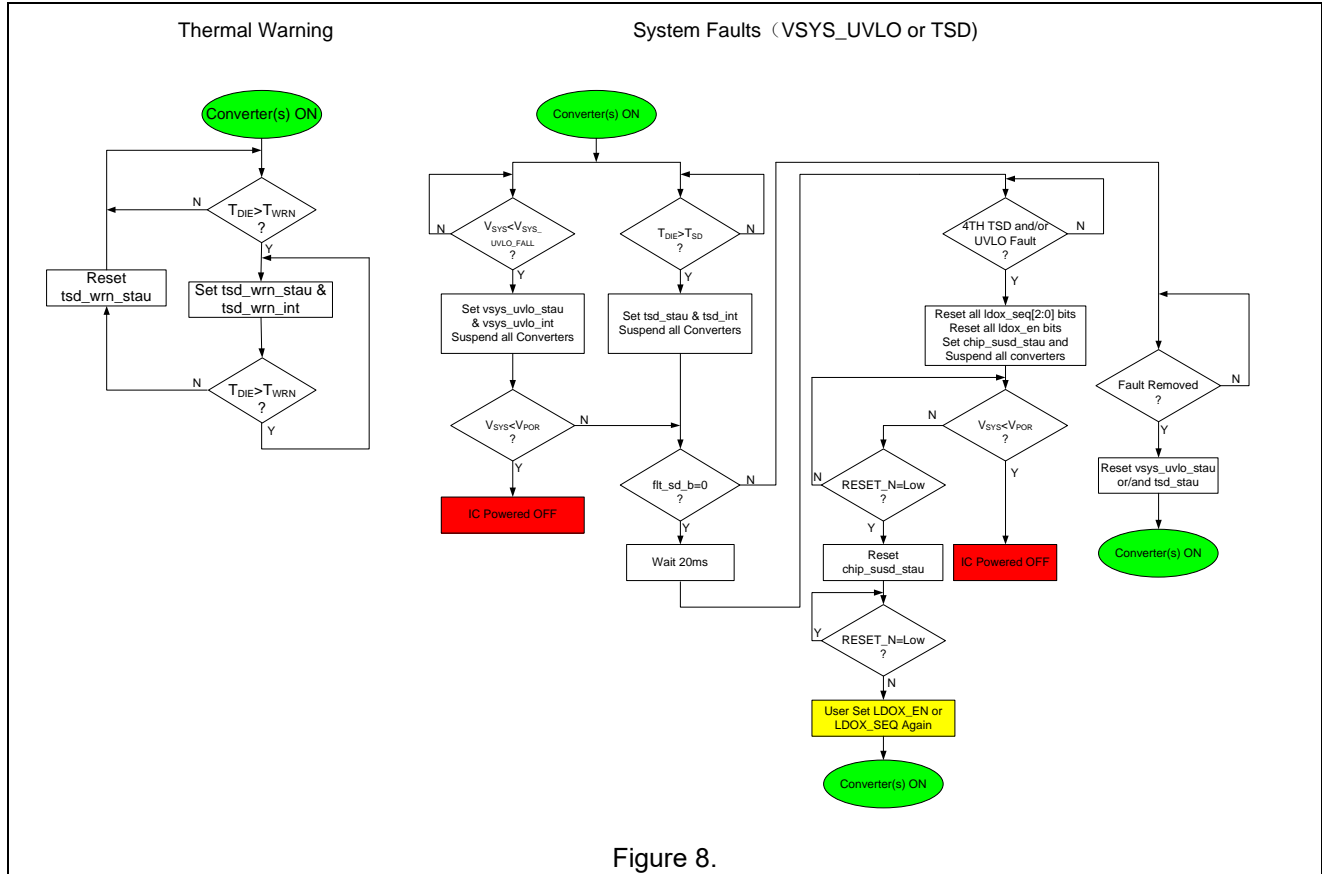 Thermal Warning
System Faults（VSYS_UVLO or TSD)
Converter(s) ON
TDIE>TWRN
?
N
Y
Reset
tsd_wrn_stau
Set tsd_wrn_stau &
tsd_wrn_int
TDIE>TWRN
?
N
Y
Converter(s) ON
VSYS<VSYS_
UVLO_FALL
?
N
Y
TDIE>TSD
?
N
Y
Set vsys_uvlo_stau
& vsys_uvlo_int
Suspend all Converters
Set tsd_stau & tsd_int
Suspend all Converters
VSYS<VPOR
?
N
Y
IC Powered OFF
flt_sd_b=0
?
N
Y
Wait 20ms
4TH TSD and/or
UVLO Fault
?
N
Y
Reset all ldox_seq[2:0] bits
Reset all ldox_en bits
Set chip_susd_stau and
Suspend all converters
VSYS<VPOR
?
N
Y
IC Powered OFF
RESET_N=Low
?
N
Y
Reset
chip_susd_stau
RESET_N=Low
?
Y
N
User Set LDOX_EN or
LDOX_SEQ Again
Converter(s) ON
Fault Removed
?
N
Y
Reset vsys_uvlo_stau
or/and tsd_stau
Converter(s) ON
Figure 8.